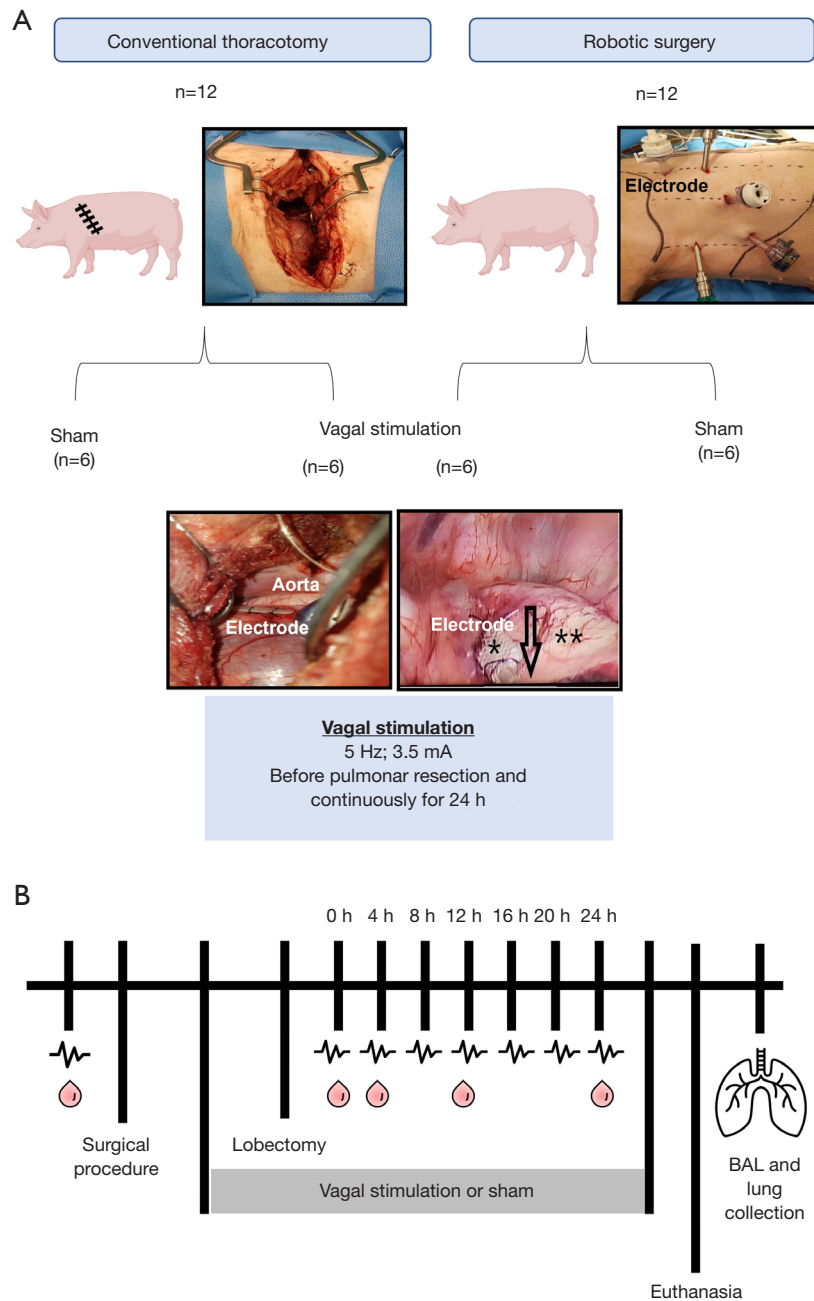 A
Conventional thoracotomy
Robotic surgery
n=12
n=12
Electrode
Sham
(n=6)
Vagal stimulation
(n=6)
(n=6)
Sham
(n=6)
Aorta
Electrode
Electrode
*
**
Vagal stimulation
5 Hz; 3.5 mA
Before pulmonar resection and
continuously for 24 h
B
0 h 4 h 8 h 12 h 16 h 20 h 24 h
Surgical
procedure
Lobectomy
Vagal stimulation or sham
BAL and
lung
collection
Euthanasia